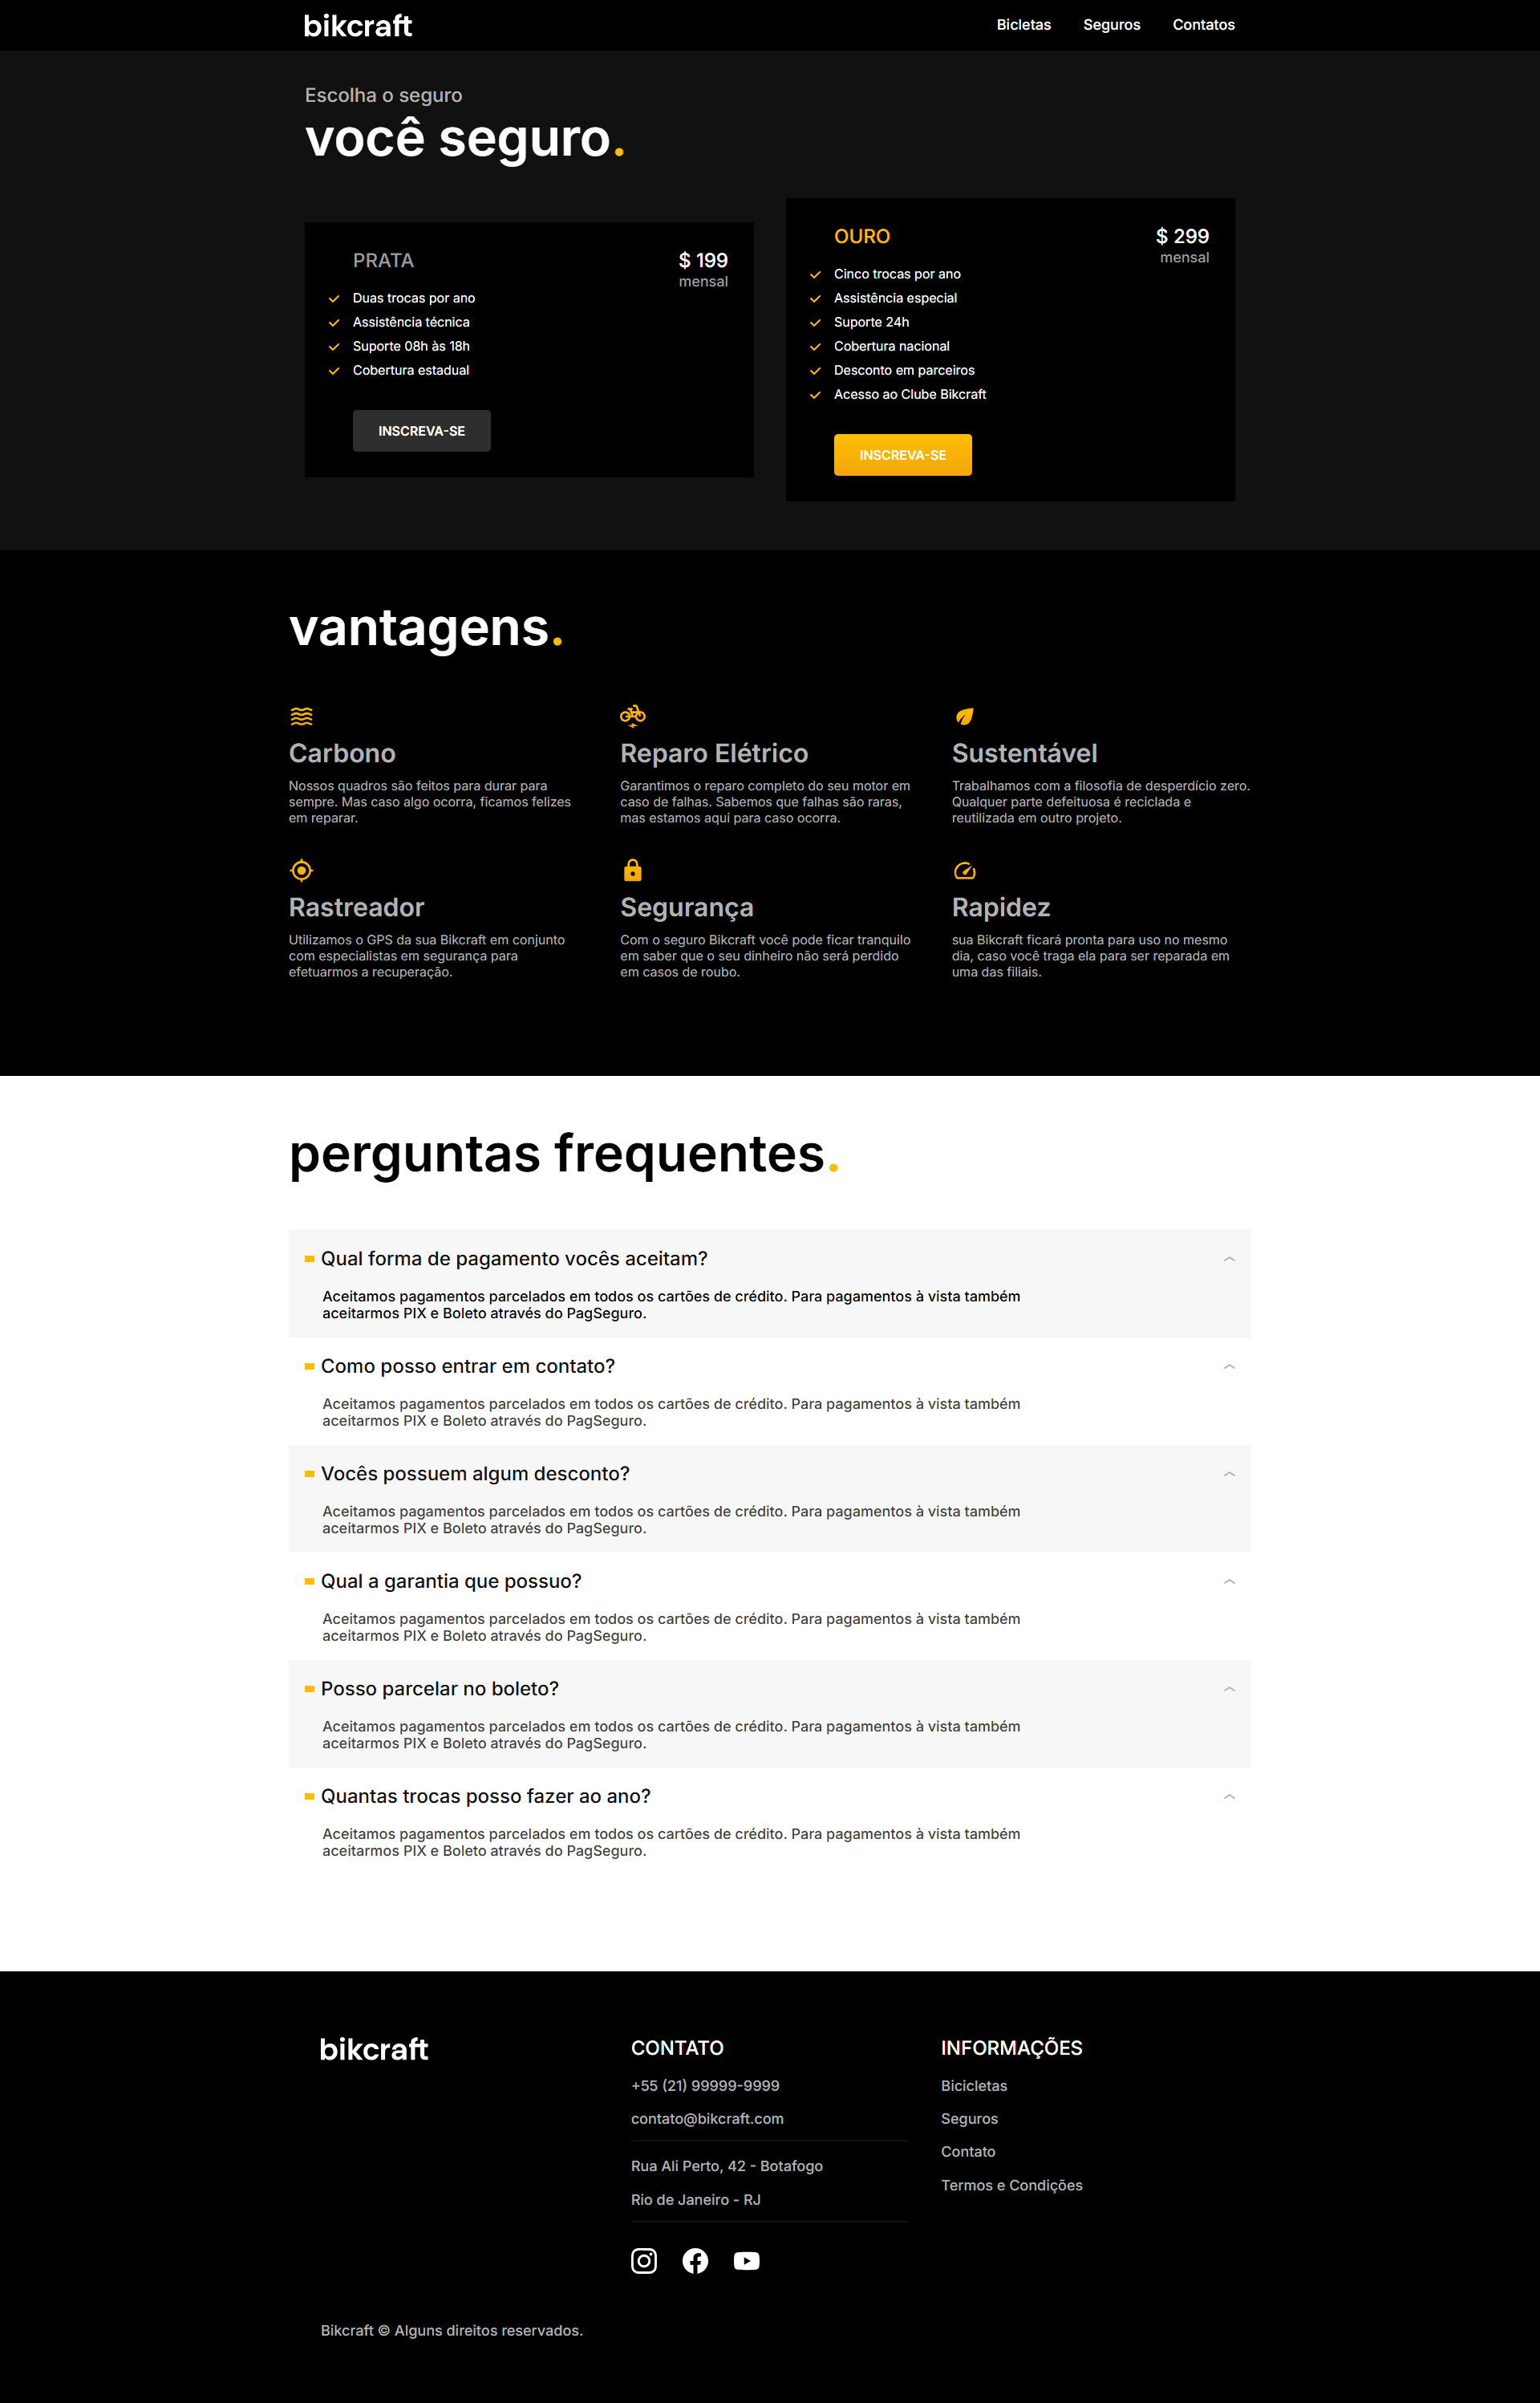 bikcraft
Bicletas
Seguros
Contatos
Escolha o seguro
você seguro.
PRATA
$ 199
mensal
Duas trocas por ano
Assistência técnica
Suporte 08h às 18h
Cobertura estadual
INSCREVA-SE
OURO
$ 299
mensal
Cinco trocas por ano
Assistência especial
Suporte 24h
Cobertura nacional
Desconto em parceiros
Acesso ao Clube Bikcraft
INSCREVA-SE
vantagens.
Carbono
Nossos quadros são feitos para durar para
sempre. Mas caso algo ocorra, ficamos felizes
em reparar.
Reparo Elétrico
Garantimos o reparo completo do seu motor em
caso de falhas. Sabemos que falhas são raras,
mas estamos aqui para caso ocorra.
Sustentável
Trabalhamos com a filosofia de desperdício zero.
Qualquer parte defeituosa é reciclada e
reutilizada em outro projeto.
Rastreador
Utilizamos o GPS da sua Bikcraft em conjunto
com especialistas em segurança para
efetuarmos a recuperação.
Segurança
Com o seguro Bikcraft você pode ficar tranquilo
em saber que o seu dinheiro não será perdido
em casos de roubo.
Rapidez
sua Bikcraft ficará pronta para uso no mesmo
dia, caso você traga ela para ser reparada em
uma das filiais.
perguntas frequentes.
Qual forma de pagamento vocês aceitam?
Aceitamos pagamentos parcelados em todos os cartões de crédito. Para pagamentos à vista também
aceitarmos PIX e Boleto através do PagSeguro.
Como posso entrar em contato?
Aceitamos pagamentos parcelados em todos os cartões de crédito. Para pagamentos à vista também
aceitarmos PIX e Boleto através do PagSeguro.
Vocês possuem algum desconto?
Aceitamos pagamentos parcelados em todos os cartões de crédito. Para pagamentos à vista também
aceitarmos PIX e Boleto através do PagSeguro.
Qual a garantia que possuo?
Aceitamos pagamentos parcelados em todos os cartões de crédito. Para pagamentos à vista também
aceitarmos PIX e Boleto através do PagSeguro.
Posso parcelar no boleto?
Aceitamos pagamentos parcelados em todos os cartões de crédito. Para pagamentos à vista também
aceitarmos PIX e Boleto através do PagSeguro.
Quantas trocas posso fazer ao ano?
Aceitamos pagamentos parcelados em todos os cartões de crédito. Para pagamentos à vista também
aceitarmos PIX e Boleto através do PagSeguro.
bikcraft
CONTATO
+55 (21) 99999-9999
contato@bikcraft.com
Rua Ali Perto, 42 - Botafogo
Rio de Janeiro - RJ
INFORMAÇÕES
Bicicletas
Seguros
Contato
Termos e Condições
Bikcraft © Alguns direitos reservados.